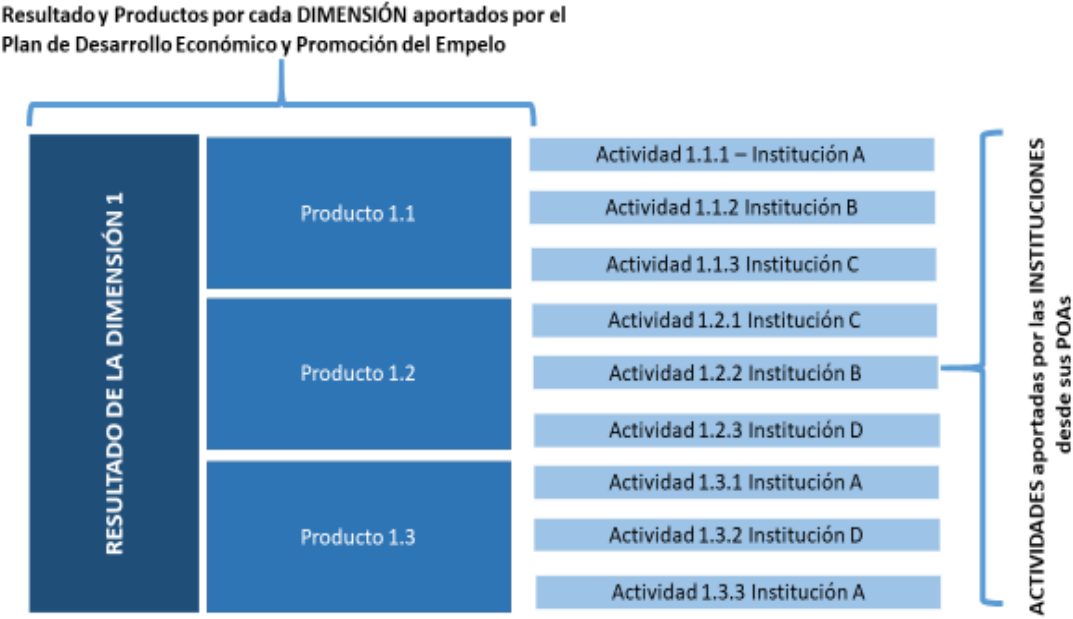 Resultado y Productos por cada DIMENSIÓN aportados por el
Plan de Desarrollo Económico y Promoción del Empelo
RESULTADO DE LA DIMENSIÓN 1
Producto 1.1
Actividad 1.1.1 – Institución A
Actividad 1.1.2 Institución B
Actividad 1.1.3 Institución C
Producto 1.2
Actividad 1.2.1 Institución C
Actividad 1.2.2 Institución B
Actividad 1.2.3 Institución D
Producto 1.3
Actividad 1.3.1 Institución A
Actividad 1.3.2 Institución D
Actividad 1.3.3 Institución A
ACTIVIDADES aportadas por las INSTITUCIONES
desde sus POAs